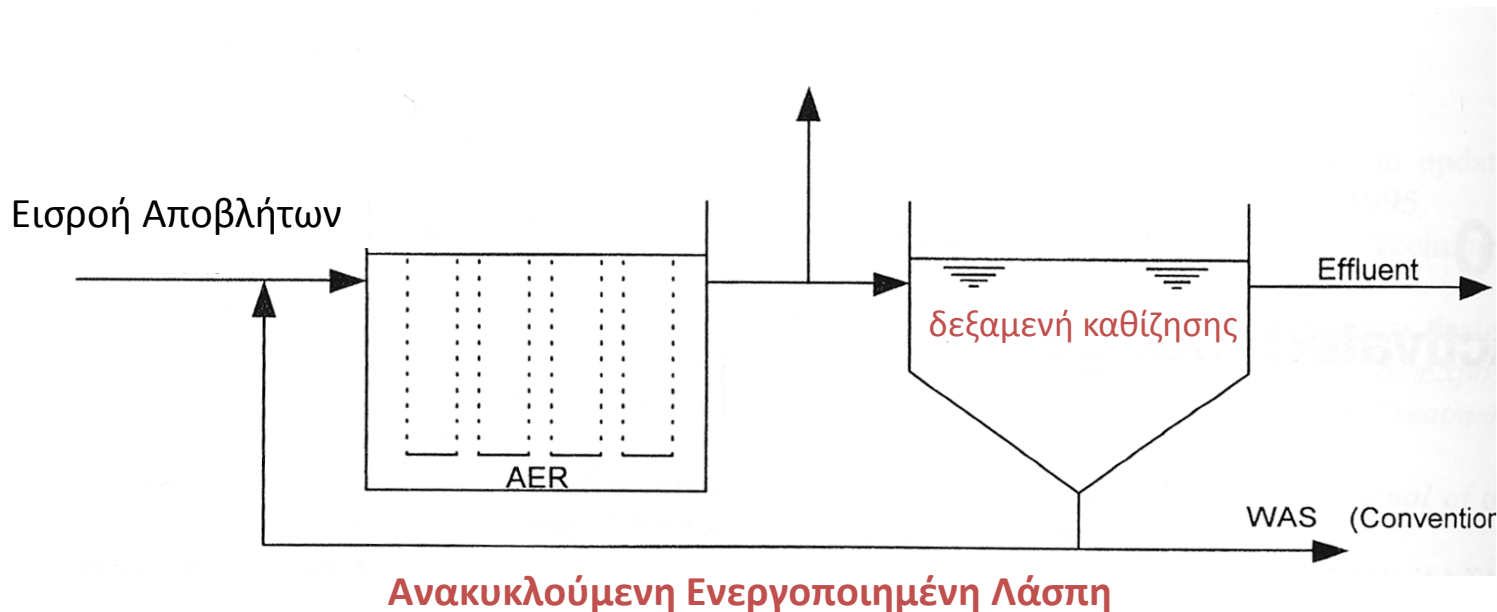 Εισροή Αποβλήτων
Effluent
δεξαμενή καθίζησης
AER
WAS (Convention
Ανακυκλούμενη Ενεργοποιημένη Λάσπη